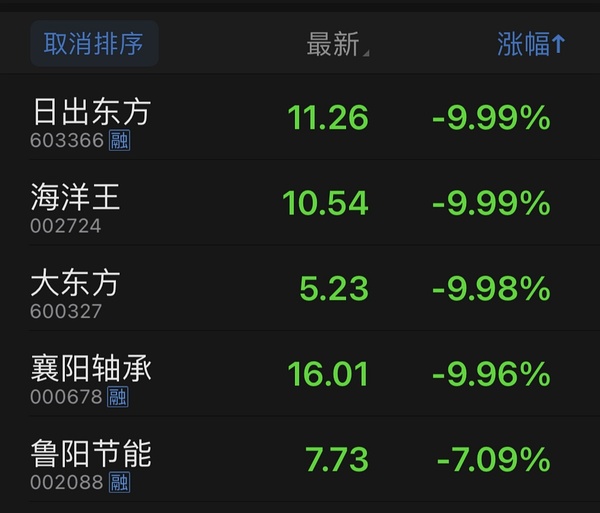 取消排序 最新 涨幅↑
日出东方 11.26 -9.99%
603366 融
海洋王 10.54 -9.99%
002724
大东方 5.23 -9.98%
600327
襄阳轴承 16.01 -9.96%
000678 融
鲁阳节能 7.73 -7.09%
002088 融